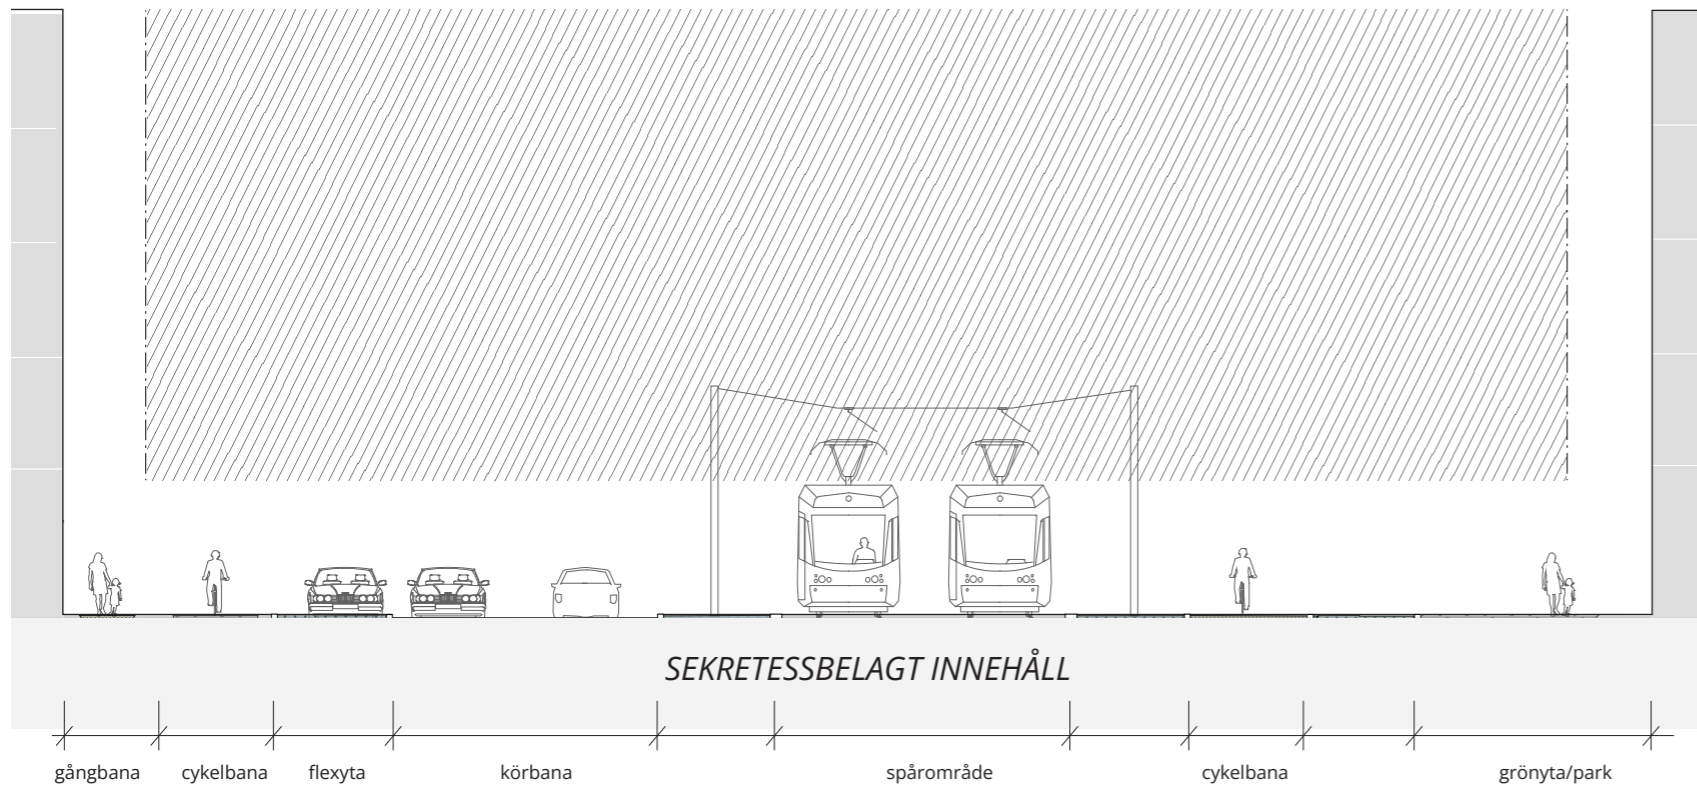 SEKRETESSBELAGT INNEHÅLL
gångbana cykelbana flexyta körbana spårområde cykelbana grönyta/park